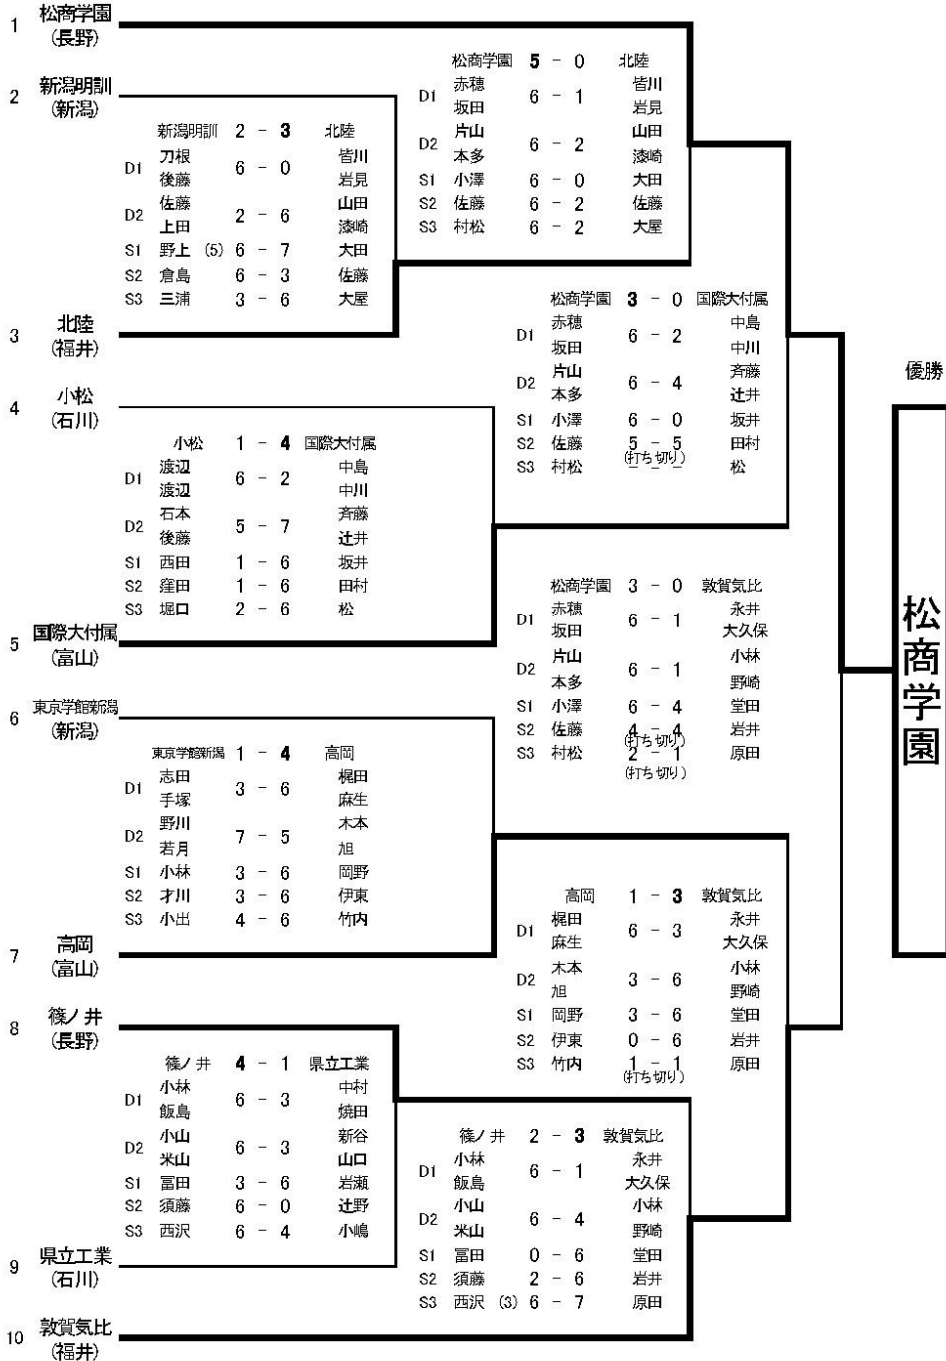 1 松商学園
(長野)
2 新潟明訓
(新潟)
新潟明訓 2 - 3 北陸
D1 刀根 後藤 6 - 0 皆川 岩見
D2 佐藤 上田 2 - 6 山田 漆崎
S1 野上 (5) 6 - 7 大田
S2 倉島 6 - 3 佐藤
S3 三浦 3 - 6 大屋
3 北陸
(福井)
松商学園 5 - 0 北陸
D1 赤穂 坂田 6 - 1 皆川 岩見
D2 片山 本多 6 - 2 山田 漆崎
S1 小澤 6 - 0 大田
S2 佐藤 6 - 2 佐藤
S3 村松 6 - 2 大屋
4 小松
(石川)
小松 1 - 4 国際大付属
D1 渡辺 渡辺 6 - 2 中島 中川
D2 石本 後藤 5 - 7 斉藤 辻井
S1 西田 1 - 6 坂井
S2 窪田 1 - 6 田村
S3 堀口 2 - 6 松
5 国際大付属
(富山)
松商学園 3 - 0 国際大付属
D1 赤穂 坂田 6 - 2 中島 中川
D2 片山 本多 6 - 4 斉藤 辻井
S1 小澤 6 - 0 坂井
S2 佐藤 5 - 5 田村
(打ち切り)
S3 村松 - - - 松
優勝
松商学園
松商学園 3 - 0 敦賀気比
D1 赤穂 坂田 6 - 1 永井 大久保
D2 片山 本多 6 - 1 小林 野崎
S1 小澤 6 - 4 堂田
S2 佐藤 4 - 4 岩井
(打ち切り)
S3 村松 2 - 1 原田
(打ち切り)
6 東京学館新潟
(新潟)
東京学館新潟 1 - 4 高岡
D1 志田 手塚 3 - 6 梶田 麻生
D2 野川 若月 7 - 5 木本 旭
S1 小林 3 - 6 岡野
S2 才川 3 - 6 伊東
S3 小出 4 - 6 竹内
7 高岡
(富山)
高岡 1 - 3 敦賀気比
D1 梶田 麻生 6 - 3 永井 大久保
D2 木本 旭 3 - 6 小林 野崎
S1 岡野 3 - 6 堂田
S2 伊東 0 - 6 岩井
S3 竹内 1 - 1 原田
(打ち切り)
8 篠ノ井
(長野)
篠ノ井 4 - 1 県立工業
D1 小林 飯島 6 - 3 中村 焼田
D2 小山 米山 6 - 3 新谷 山口
S1 冨田 3 - 6 岩瀬
S2 須藤 6 - 0 辻野
S3 西沢 6 - 4 小嶋
9 県立工業
(石川)
篠ノ井 2 - 3 敦賀気比
D1 小林 飯島 6 - 1 永井 大久保
D2 小山 米山 6 - 4 小林 野崎
S1 冨田 0 - 6 堂田
S2 須藤 2 - 6 岩井
S3 西沢 (3) 6 - 7 原田
10 敦賀気比
(福井)